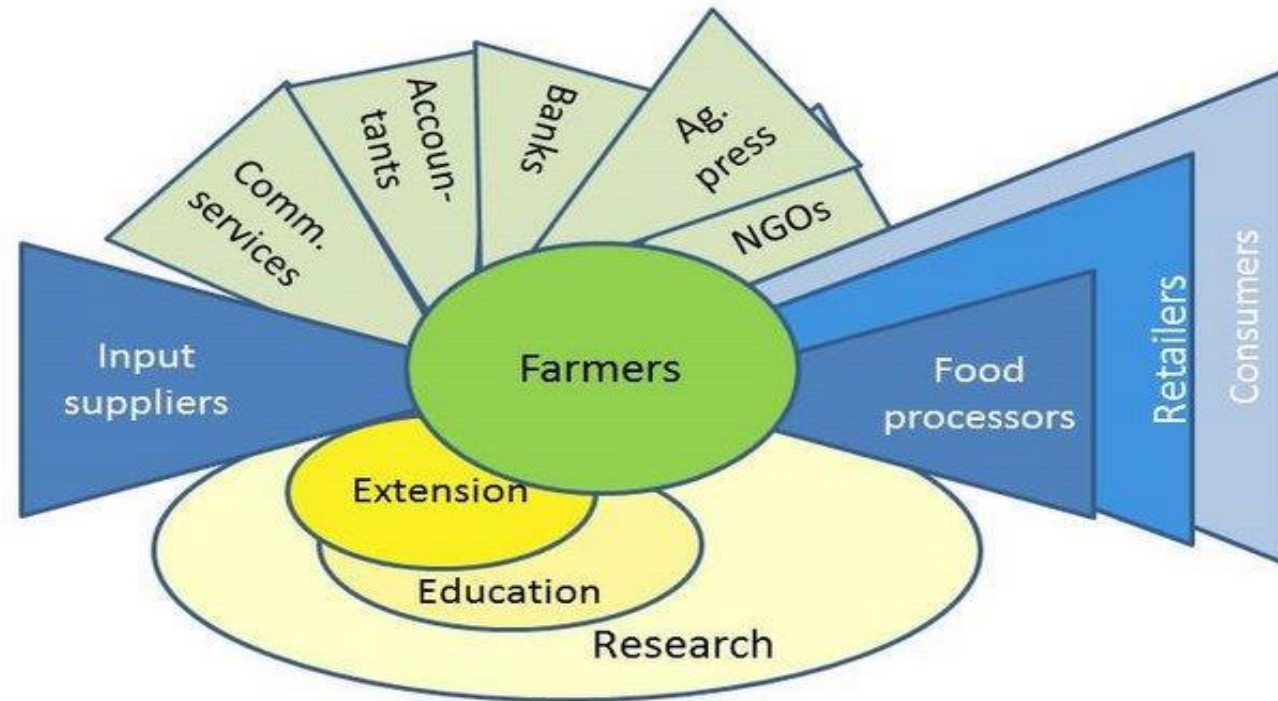 Comm.
services
Accoun-
tants
Banks
Ag.
press
NGOs
Input
suppliers
Farmers
Food
processors
Retailers
Consumers
Extension
Education
Research